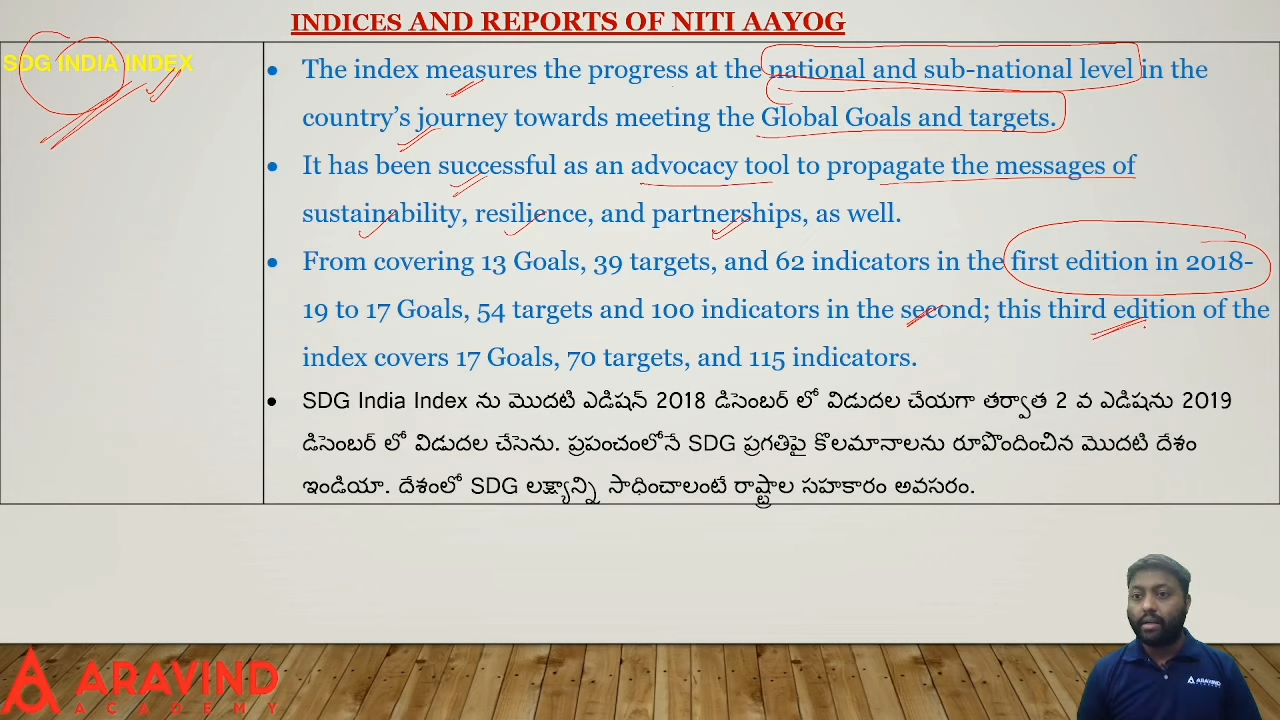 INDICES AND REPORTS OF NITI AAYOG
SDG INDIA INDEX
• The index measures the progress at the national and sub-national level in the
country's journey towards meeting the Global Goals and targets.
• It has been successful as an advocacy tool to propagate the messages of
sustainability, resilience, and partnerships, as well.
• From covering 13 Goals, 39 targets, and 62 indicators in the first edition in 2018-
19 to 17 Goals, 54 targets and 100 indicators in the second; this third edition of the
index covers 17 Goals, 70 targets, and 115 indicators.
• SDG India Index ను మొదటి ఎడిషన్ 2018 డిసెంబర్ లో విడుదల చేయగా తర్వాత 2 వ ఎడిషను 2019
డిసెంబర్ లో విడుదల చేసెను. ప్రపంచంలోనే SDG ప్రగతిపై కొలమానాలను రూపొందించిన మొదటి దేశం
ఇండియా. దేశంలో SDG లక్ష్యాన్ని సాధించాలంటే రాష్ట్రాల సహకారం అవసరం.
ARAVIND
ACADEMY
ARAVIND